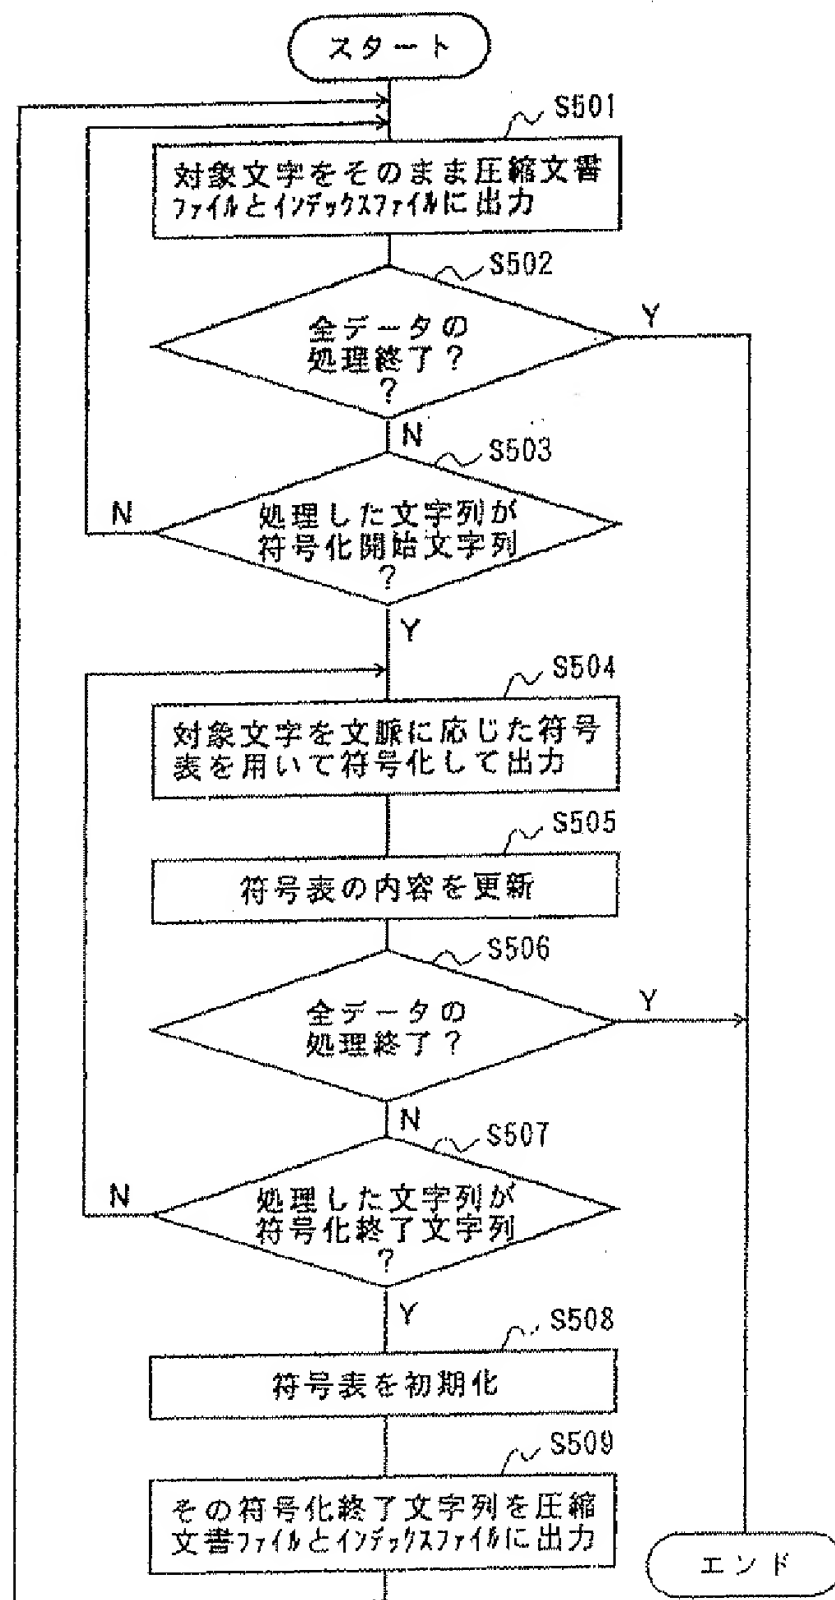 スタート
S501
対象文字をそのまま圧縮文書
ファイルとインデックスファイルに出力
S502
全データの
処理終了?
?
Y
N
S503
処理した文字列が
符号化開始文字列
?
N
Y
S504
対象文字を文脈に応じた符号
表を用いて符号化して出力
S505
符号表の内容を更新
S506
全データの
処理終了?
Y
N
S507
処理した文字列が
符号化終了文字列
?
N
Y
S508
符号表を初期化
S509
その符号化終了文字列を圧縮
文書ファイルとインデックスファイルに出力
エンド